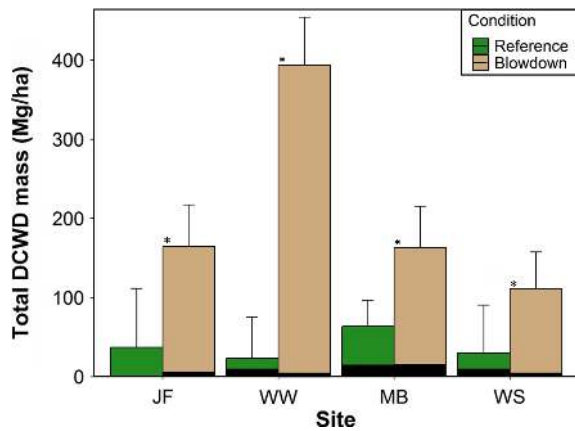 Condition
Reference
Blowdown
Total DCWD mass (Mg/ha)
400
300
200
100
0
*
*
*
*
JF
WW
MB
WS
Site